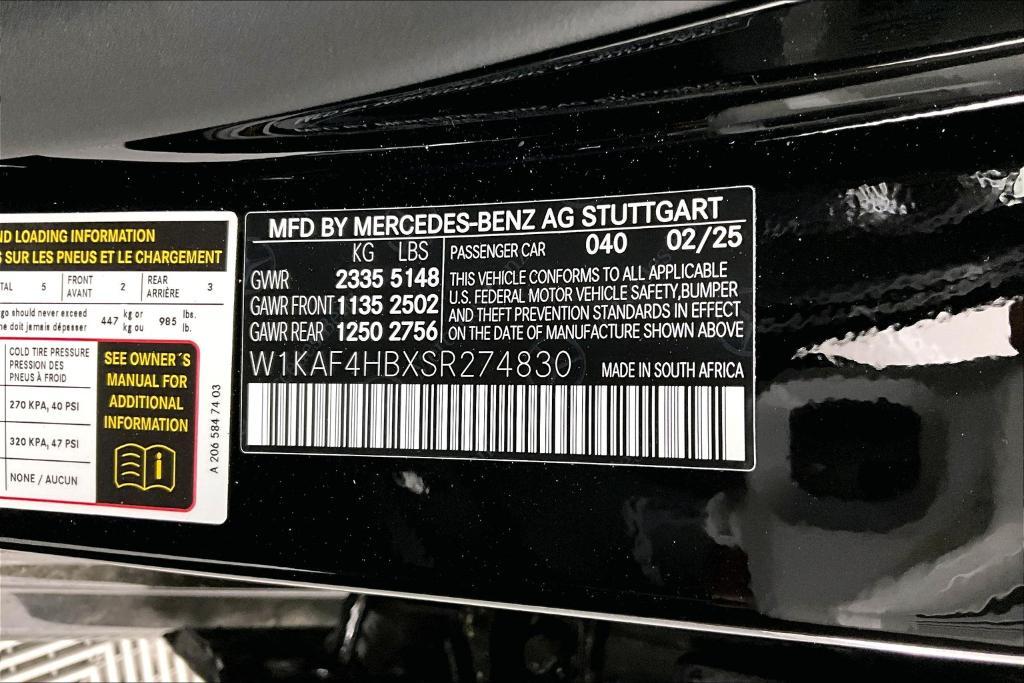 ND LOADING INFORMATION
S SUR LES PNEUS ET LE CHARGEMENT
TAL 5 FRONT AVANT 2 REAR ARRIÈRE 3
go should never exceed
ne doit jamais dépasser
447 kg or kg ou 985 lbs. lb.
COLD TIRE PRESSURE
PRESSION DES
PNEUS À FROID
270 KPA, 40 PSI
320 KPA, 47 PSI
NONE / AUCUN
SEE OWNER´S
MANUAL FOR
ADDITIONAL
INFORMATION
A 206 584 74 03
MFD BY MERCEDES-BENZ AG STUTTGART
KG LBS
GWR 2335 5148
GAWR FRONT 1135 2502
GAWR REAR 1250 2756
PASSENGER CAR 040 02/25
THIS VEHICLE CONFORMS TO ALL APPLICABLE
U.S. FEDERAL MOTOR VEHICLE SAFETY,BUMPER
AND THEFT PREVENTION STANDARDS IN EFFECT
ON THE DATE OF MANUFACTURE SHOWN ABOVE
W1KAF4HBXSR274830
MADE IN SOUTH AFRICA